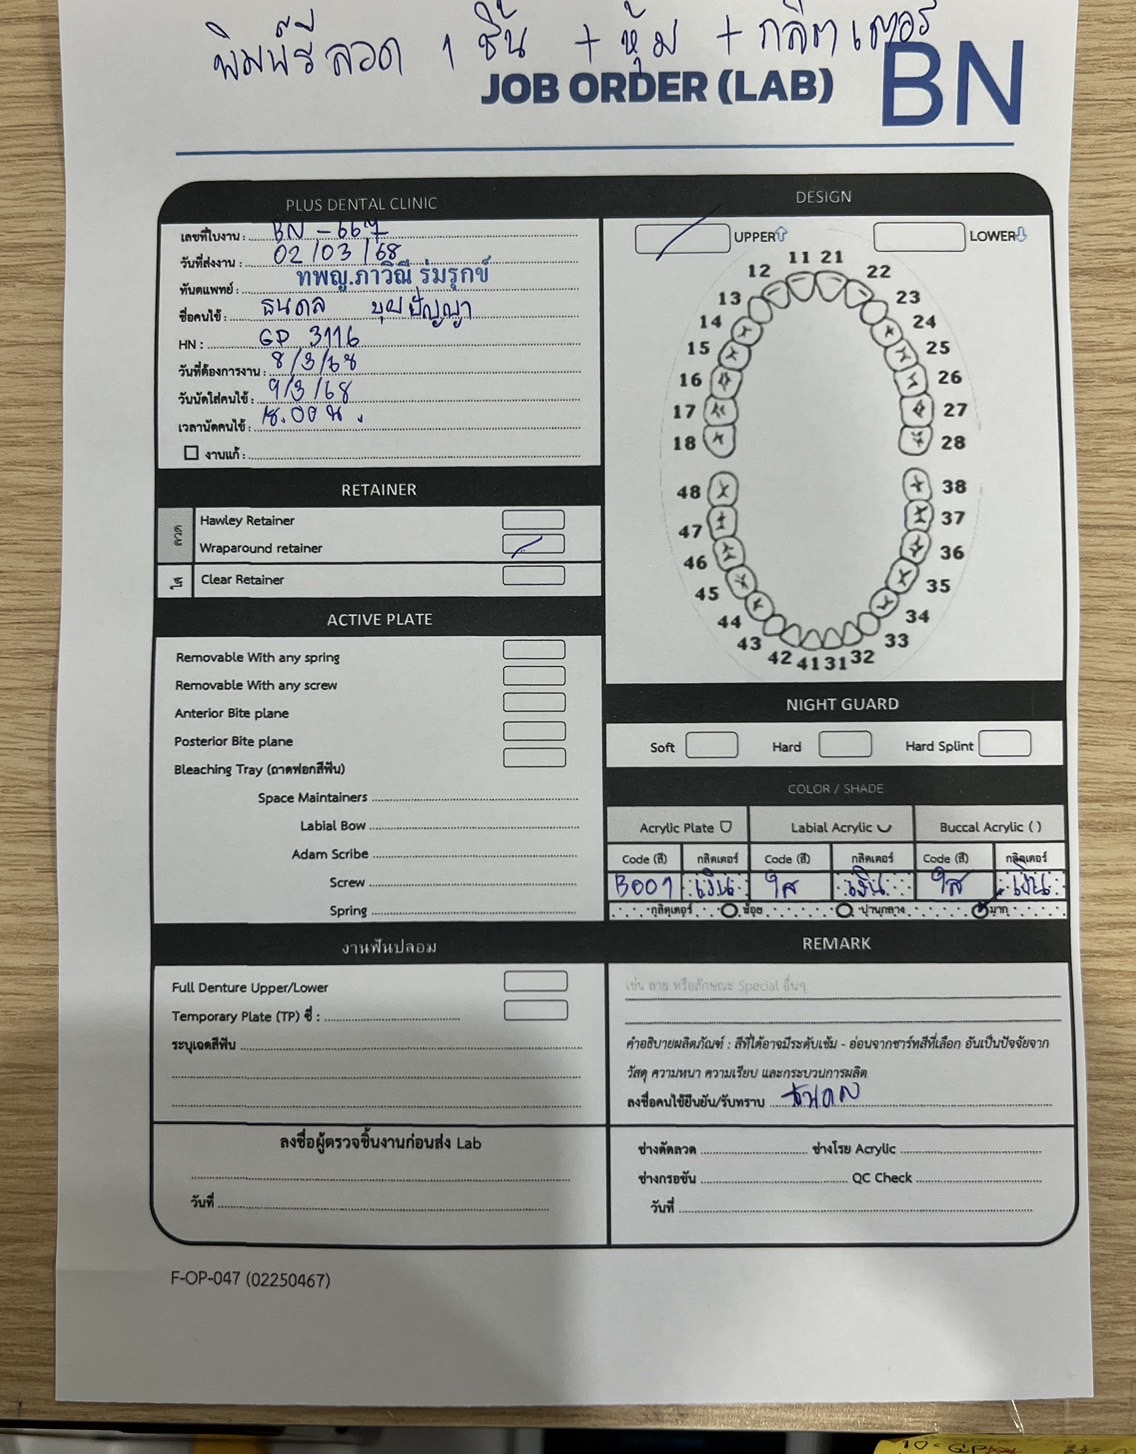 พิมพ์รีลวด 1 ชิ้น + หุ้ม + กลิตเตอร์
JOB ORDER (LAB)
BN
PLUS DENTAL CLINIC
เลขที่ใบงาน : BN - 667
วันที่ส่งงาน : 02/03/68
ทันตแพทย์ : ทพญ.ภาวิณี ร่มรุกข์
ชื่อคนไข้ : ธนดล บุญปัญญา
HN : GP 3116
วันที่ต้องการงาน : 8/3/68
วันนัดใส่คนไข้ : 9/3/68
เวลานัดคนไข้ : 18.00 น.
งานแก้ :
RETAINER
ลวด
Hawley Retainer
Wraparound retainer
ใส
Clear Retainer
ACTIVE PLATE
Removable With any spring
Removable With any screw
Anterior Bite plane
Posterior Bite plane
Bleaching Tray (ถาดฟอกสีฟัน)
Space Maintainers
Labial Bow
Adam Scribe
Screw
Spring
งานฟันปลอม
Full Denture Upper/Lower
Temporary Plate (TP) ซี่ :
ระบุเฉดสีฟัน
ลงชื่อผู้ตรวจชิ้นงานก่อนส่ง Lab
วันที่
DESIGN
UPPER
LOWER
11 21
12 22
13 23
14 24
15 25
16 26
17 27
18 28
48 38
47 37
46 36
45 35
44 34
43 33
42 41 31 32
NIGHT GUARD
Soft Hard Hard Splint
COLOR / SHADE
Acrylic Plate Labial Acrylic Buccal Acrylic ( )
Code (สี) กลิตเตอร์ Code (สี) กลิตเตอร์ Code (สี) กลิตเตอร์
B001 เงิน ใส เงิน ใส เงิน
กลิตเตอร์ น้อย ปานกลาง มาก
REMARK
เช่น ลาย หรือลักษณะ Special อื่นๆ
คำอธิบายผลิตภัณฑ์ : สีที่ได้อาจมีระดับเข้ม - อ่อนจากชาร์ทสีที่เลือก อันเป็นปัจจัยจาก
วัสดุ ความหนา ความเรียบ และกระบวนการผลิต
ลงชื่อคนไข้ยืนยัน/รับทราบ ธนดล
ช่างดัดลวด ช่างโรย Acrylic
ช่างกรอขัน QC Check
วันที่
F-OP-047 (02250467)